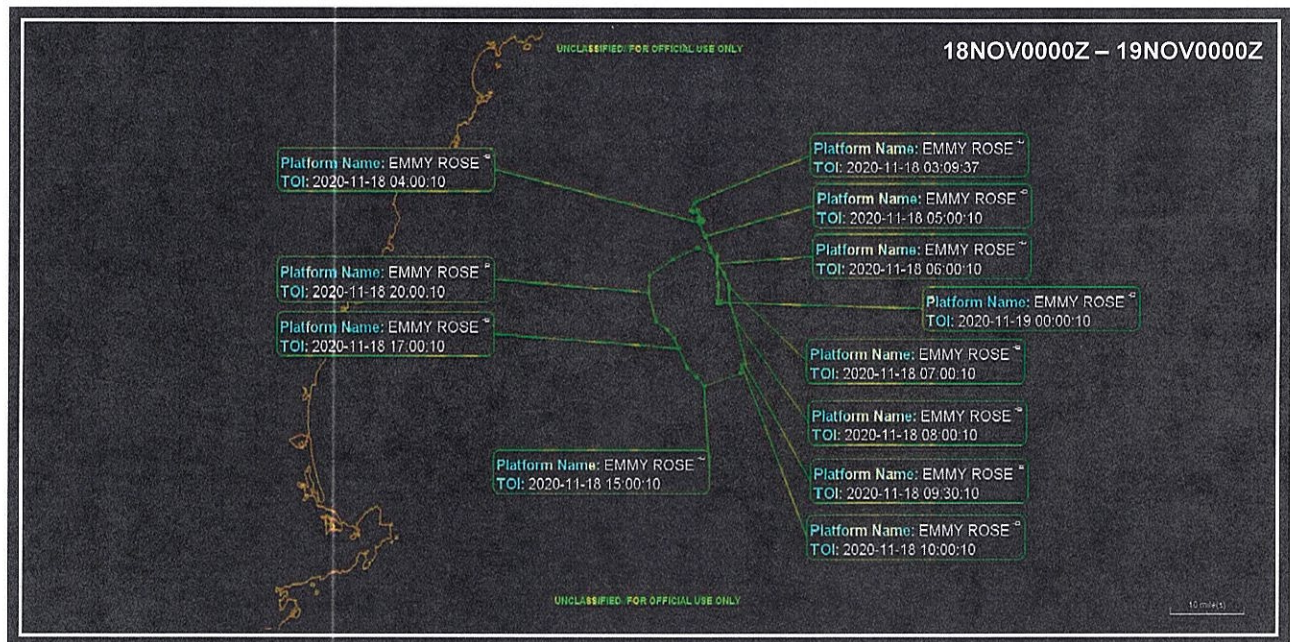 UNCLASSIFIED//FOR OFFICIAL USE ONLY
18NOV0000Z – 19NOV0000Z
Platform Name: EMMY ROSE
TOI: 2020-11-18 04:00:10
Platform Name: EMMY ROSE
TOI: 2020-11-18 03:09:37
Platform Name: EMMY ROSE
TOI: 2020-11-18 05:00:10
Platform Name: EMMY ROSE
TOI: 2020-11-18 06:00:10
Platform Name: EMMY ROSE
TOI: 2020-11-18 20:00:10
Platform Name: EMMY ROSE
TOI: 2020-11-19 00:00:10
Platform Name: EMMY ROSE
TOI: 2020-11-18 17:00:10
Platform Name: EMMY ROSE
TOI: 2020-11-18 07:00:10
Platform Name: EMMY ROSE
TOI: 2020-11-18 08:00:10
Platform Name: EMMY ROSE
TOI: 2020-11-18 15:00:10
Platform Name: EMMY ROSE
TOI: 2020-11-18 09:30:10
Platform Name: EMMY ROSE
TOI: 2020-11-18 10:00:10
UNCLASSIFIED//FOR OFFICIAL USE ONLY
10 mile(s)